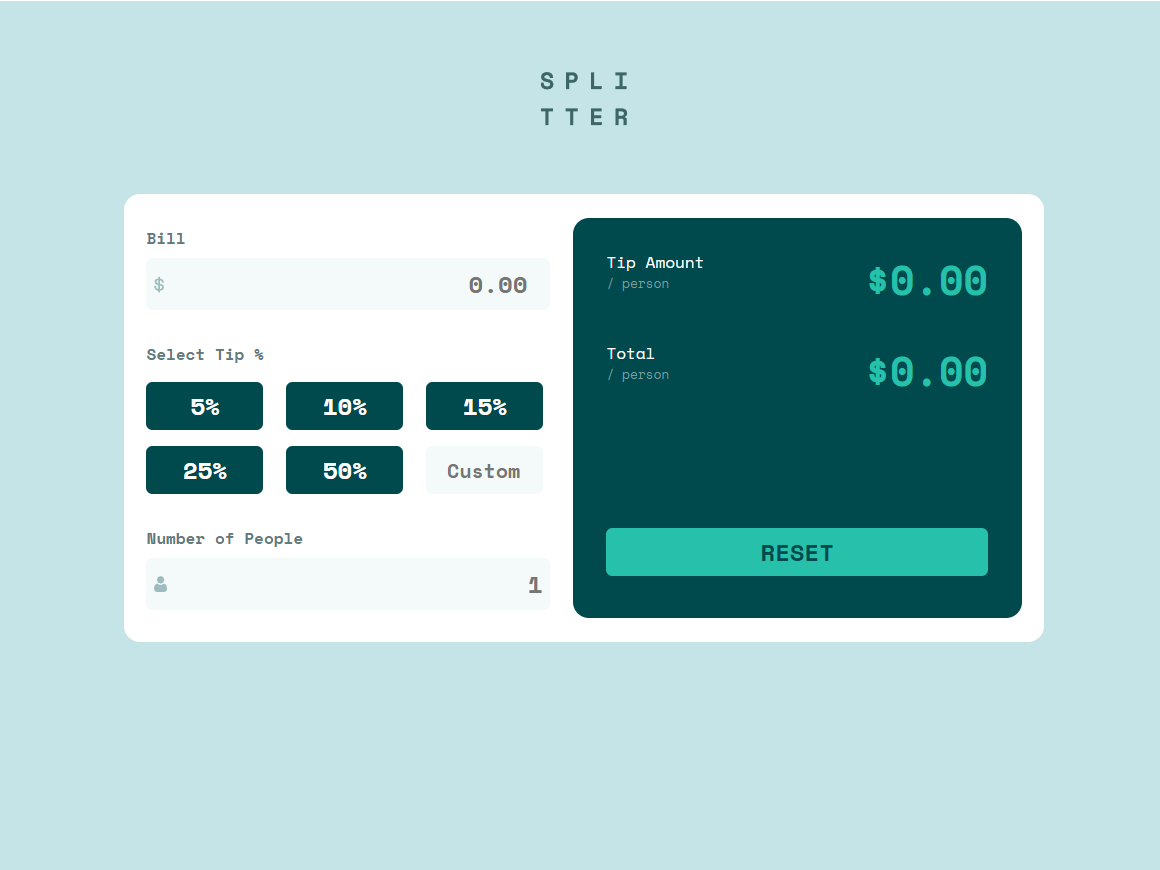 SPLI
TTER
Bill
$
0.00
Select Tip %
5%
10%
15%
25%
50%
Custom
Number of People
1
Tip Amount
/ person
$0.00
Total
/ person
$0.00
RESET